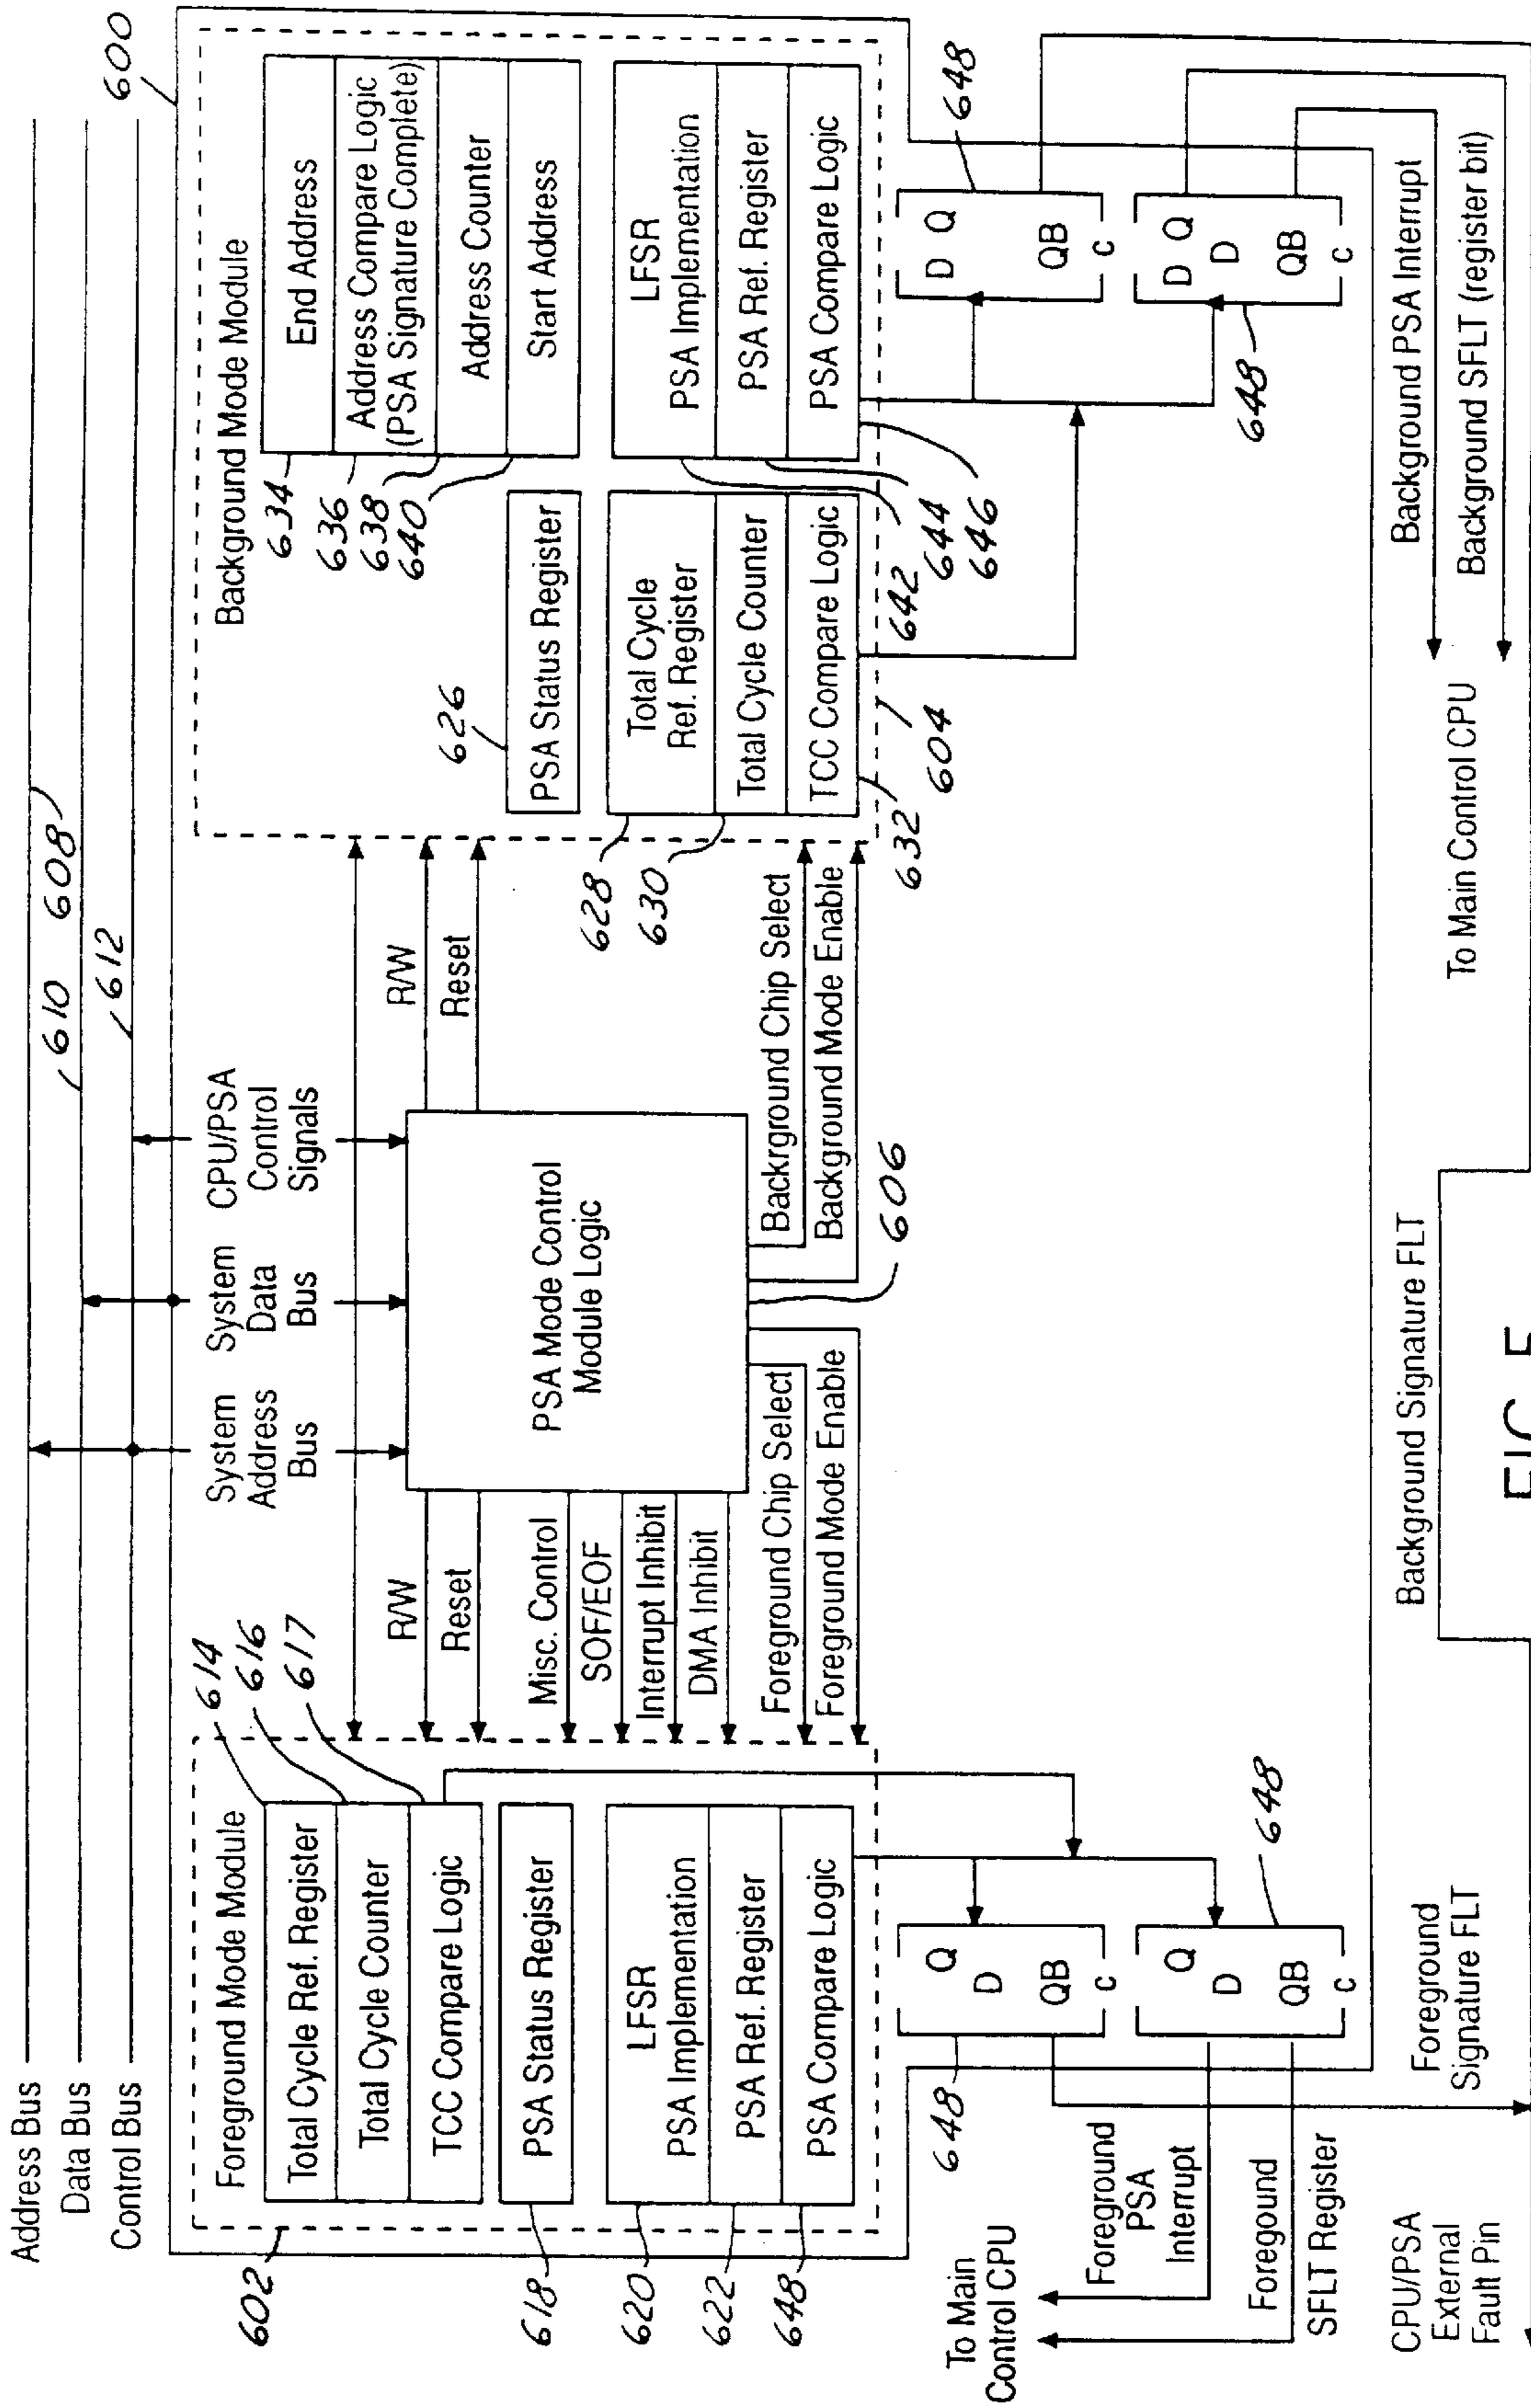 Address Bus
Data Bus
Control Bus
610
608
612
600
System
Address
Bus
System
Data
Bus
CPU/PSA
Control
Signals
602
Foreground Mode Module
614
616
617
Total Cycle Ref. Register
Total Cycle Counter
TCC Compare Logic
618
PSA Status Register
620
LFSR
PSA Implementation
622
PSA Ref. Register
648
PSA Compare Logic
R/W
Reset
Misc. Control
SOF/EOF
Interrupt Inhibit
DMA Inhibit
Foreground Chip Select
Foreground Mode Enable
PSA Mode Control
Module Logic
606
R/W
Reset
Backrground Chip Select
Background Mode Enable
Background Mode Module
626
PSA Status Register
628
Total Cycle
Ref. Register
630
Total Cycle Counter
632
TCC Compare Logic
604
634
End Address
636
Address Compare Logic
(PSA Signature Complete)
638
Address Counter
640
Start Address
642
LFSR
PSA Implementation
644
PSA Ref. Register
646
PSA Compare Logic
648
Q
D
QB
c
648
Q
D
QB
c
648
D Q
QB
c
648
D Q
D
QB
c
To Main
Control CPU
Foreground
PSA
Interrupt
Foregound
SFLT Register
Foreground
Signature FLT
CPU/PSA
External
Fault Pin
Background Signature FLT
To Main Control CPU
Background PSA Interrupt
Background SFLT (register bit)